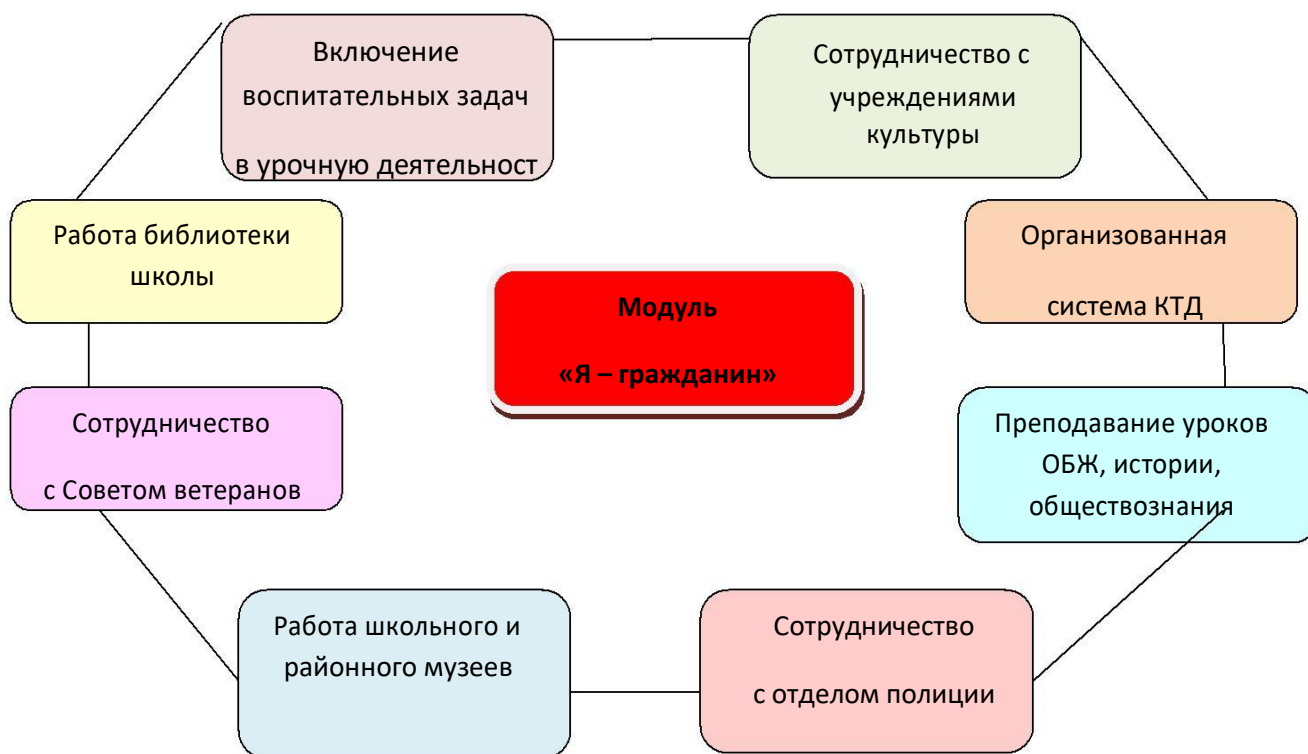 Включение
воспитательных задач
в урочную деятельност
Сотрудничество с
учреждениями
культуры
Работа библиотеки
школы
Организованная
система КТД
Модуль
«Я – гражданин»
Сотрудничество
с Советом ветеранов
Преподавание уроков
ОБЖ, истории,
обществознания
Работа школьного и
районного музеев
Сотрудничество
с отделом полиции